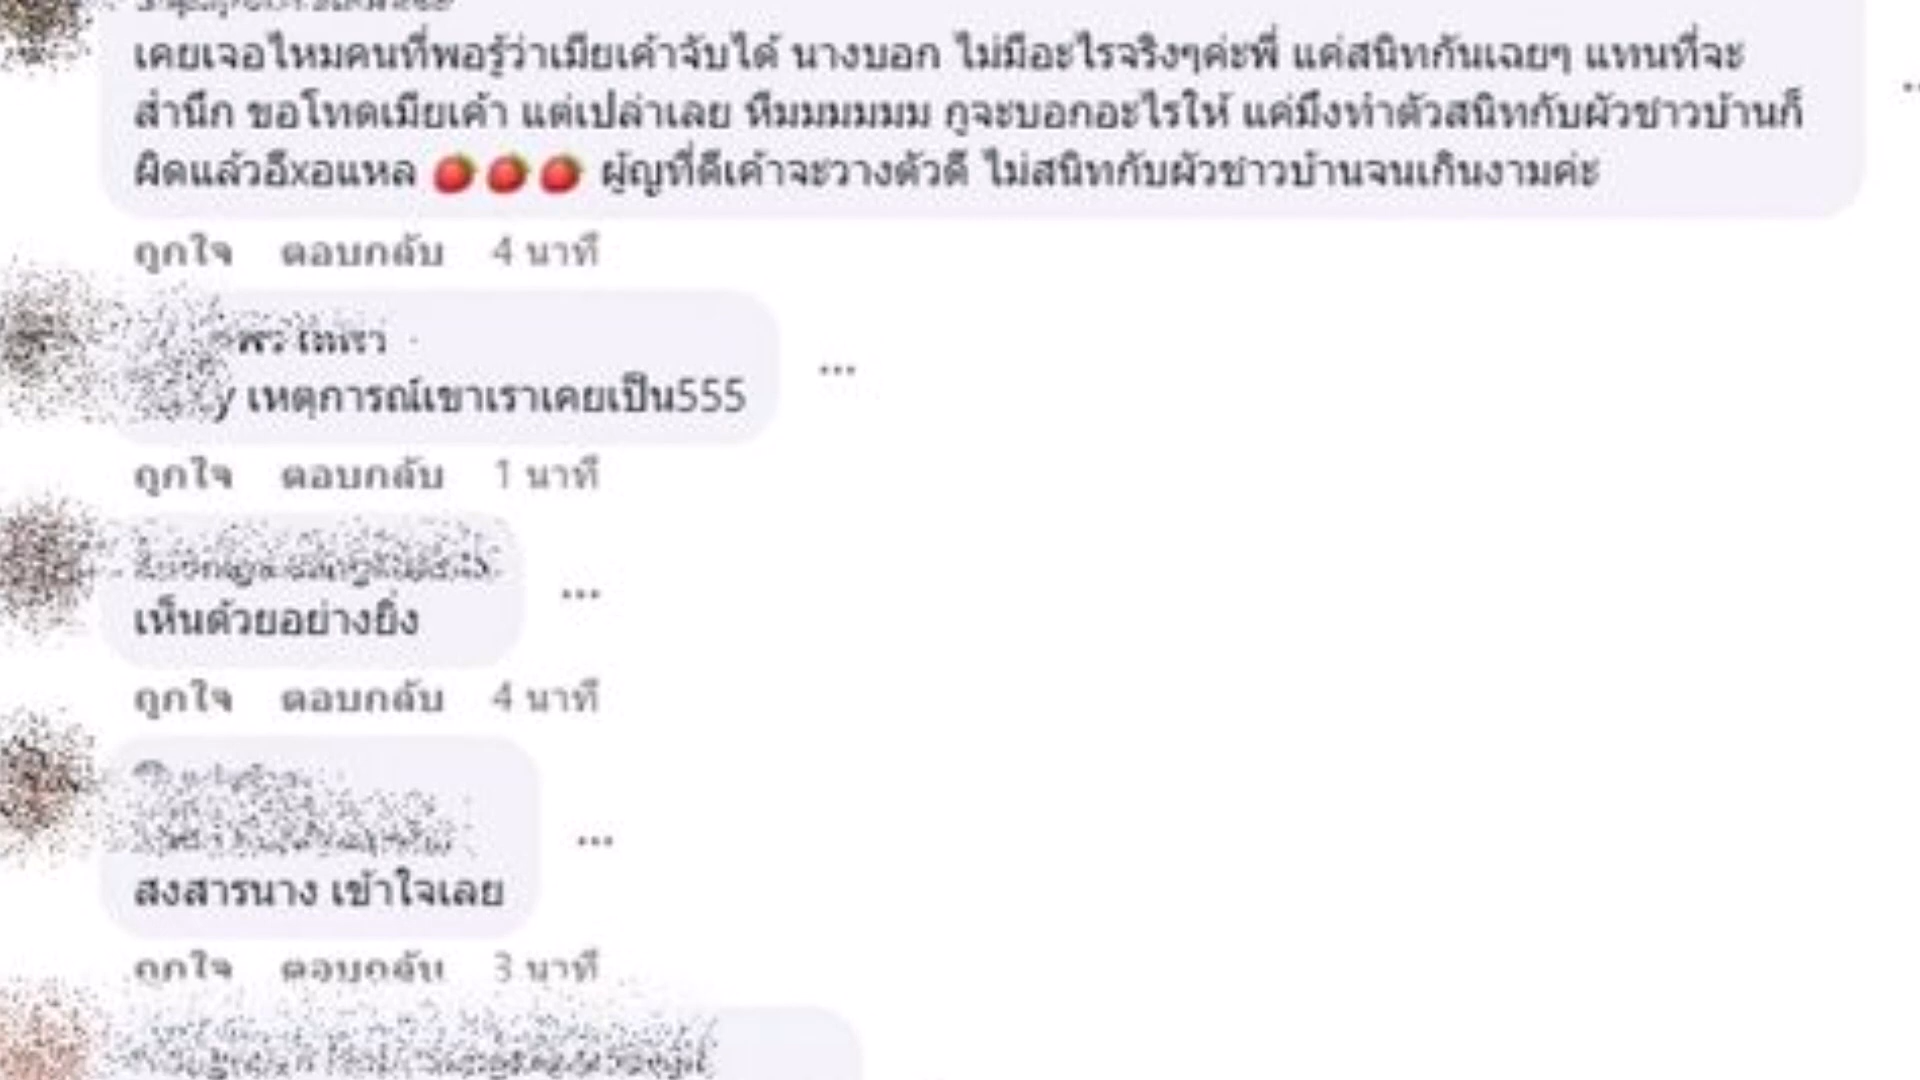 เคยเจอไหมคนที่พอรู้ว่าเมียเค้าจับได้ นางบอก ไม่มีอะไรจริงๆค่ะพี่ แค่สนิทกันเฉยๆ แทนที่จะ
สำนึก ขอโทดเมียเค้า แต่เปล่าเลย หึมมมมมม กูจะบอกอะไรให้ แค่มึงทำตัวสนิทกับผัวชาวบ้านก็
ผิดแล้วอีxอแหล 🍅🍅🍅 ผู้ญที่ดีเค้าจะวางตัวดี ไม่สนิทกับผัวชาวบ้านจนเกินงามค่ะ
ถูกใจ ตอบกลับ 4 นาที
เหตุการณ์เขาเราเคยเป็น555
ถูกใจ ตอบกลับ 1 นาที
เห็นด้วยอย่างยิ่ง
ถูกใจ ตอบกลับ 4 นาที
สงสารนาง เข้าใจเลย
ถูกใจ ตอบกลับ 3 นาที